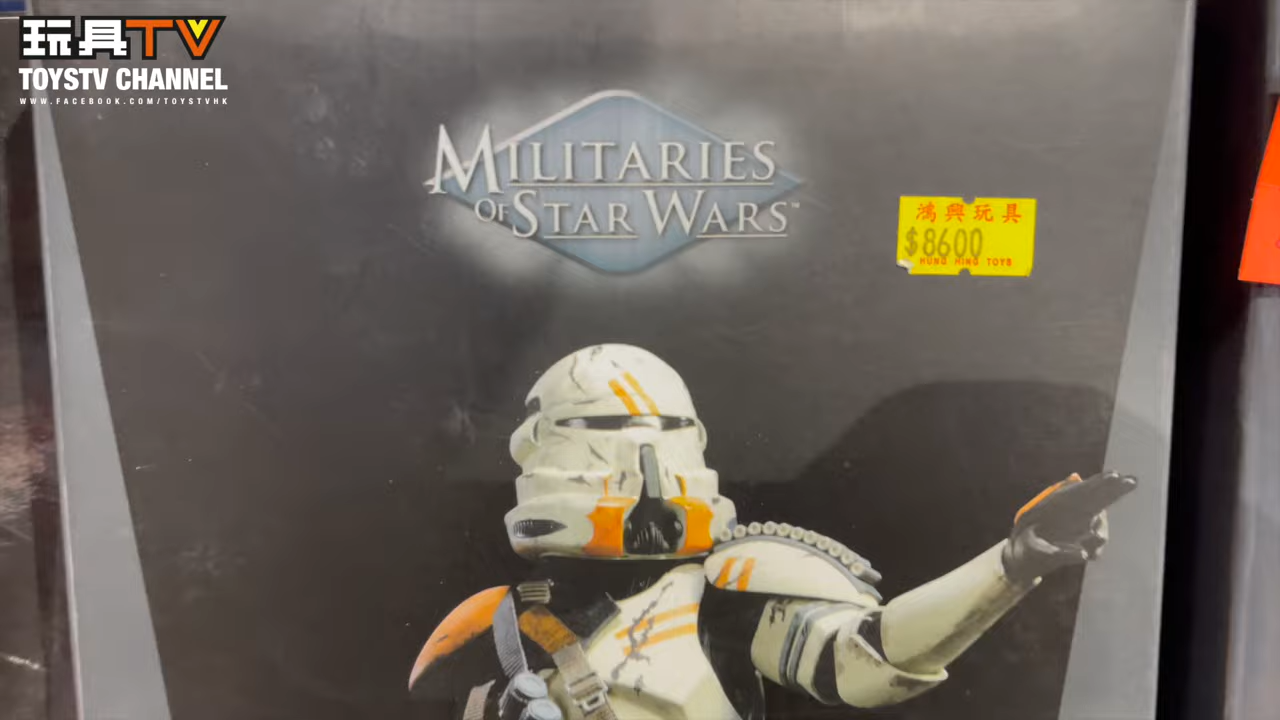 玩具TV
TOYSTV CHANNEL
WWW.FACEBOOK.COM/TOYSTVHK
MILITARIES
OF STAR WARS™
鴻興玩具
$8600
HUNG HING TOYS